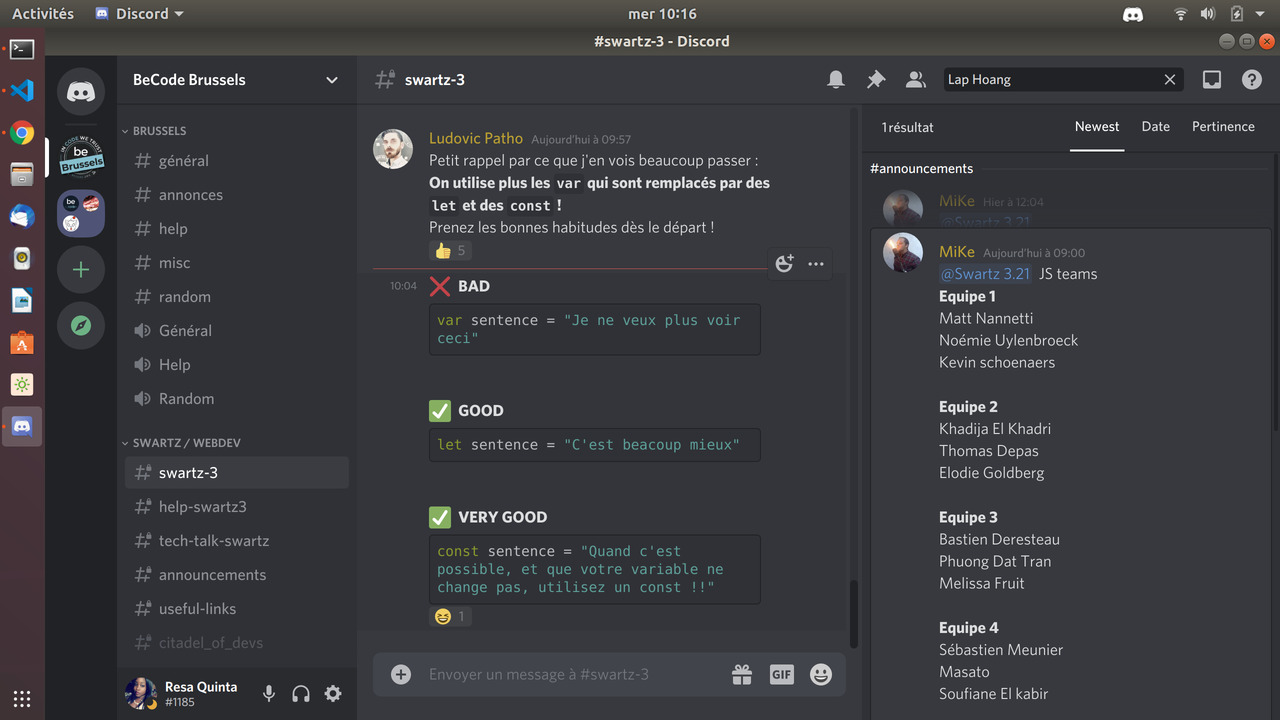 Activités
Discord
mer 10:16
#swartz-3 - Discord
BeCode Brussels
BRUSSELS
général
annonces
help
misc
random
Général
Help
Random
SWARTZ / WEBDEV
swartz-3
help-swartz3
tech-talk-swartz
announcements
useful-links
citadel_of_devs
Resa Quinta
#1185
IN CODE WE TRUST
be
Brussels
be
swartz-3
Lap Hoang
Ludovic Patho Aujourd'hui à 09:57
Petit rappel par ce que j'en vois beaucoup passer :
On utilise plus les var qui sont remplacés par des
let et des const !
Prenez les bonnes habitudes dès le départ !
👍 5
10:04 ❌ BAD
var sentence = "Je ne veux plus voir
ceci"
✅ GOOD
let sentence = "C'est beacoup mieux"
✅ VERY GOOD
const sentence = "Quand c'est
possible, et que votre variable ne
change pas, utilisez un const !!"
😆 1
Envoyer un message à #swartz-3
GIF
1résultat
Newest
Date
Pertinence
#announcements
MiKe Hier à 12:04
@Swartz 3.21
MiKe Aujourd'hui à 09:00
@Swartz 3.21 JS teams
Equipe 1
Matt Nannetti
Noémie Uylenbroeck
Kevin schoenaers
Equipe 2
Khadija El Khadri
Thomas Depas
Elodie Goldberg
Equipe 3
Bastien Deresteau
Phuong Dat Tran
Melissa Fruit
Equipe 4
Sébastien Meunier
Masato
Soufiane El kabir